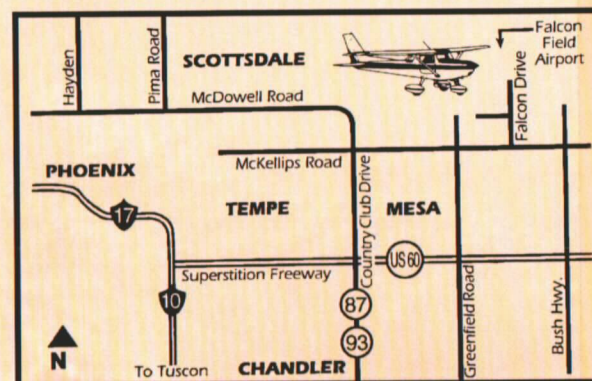 Falcon
Field
Airport
Hayden
Pima Road
SCOTTSDALE
McDowell Road
Falcon Drive
McKellips Road
PHOENIX
17
TEMPE
Country Club Drive
MESA
US 60
Superstition Freeway
Greenfield Road
Bush Hwy.
10
87
93
N
To Tuscon
CHANDLER